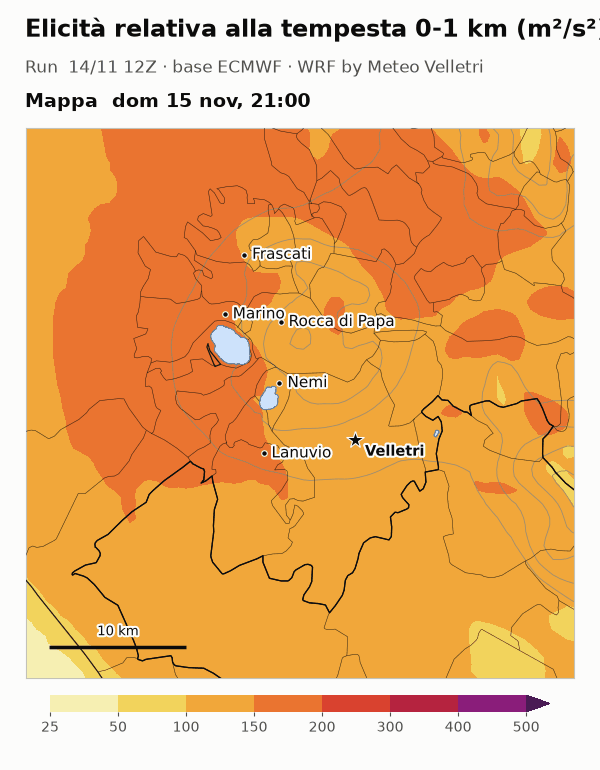 Elicità relativa alla tempesta 0-1 km (m²/s²)
Run 14/11 12Z · base ECMWF · WRF by Meteo Velletri
Mappa dom 15 nov, 21:00
Frascati
Marino
Rocca di Papa
Nemi
Velletri
Lanuvio
10 km
25 50 100 150 200 300 400 500